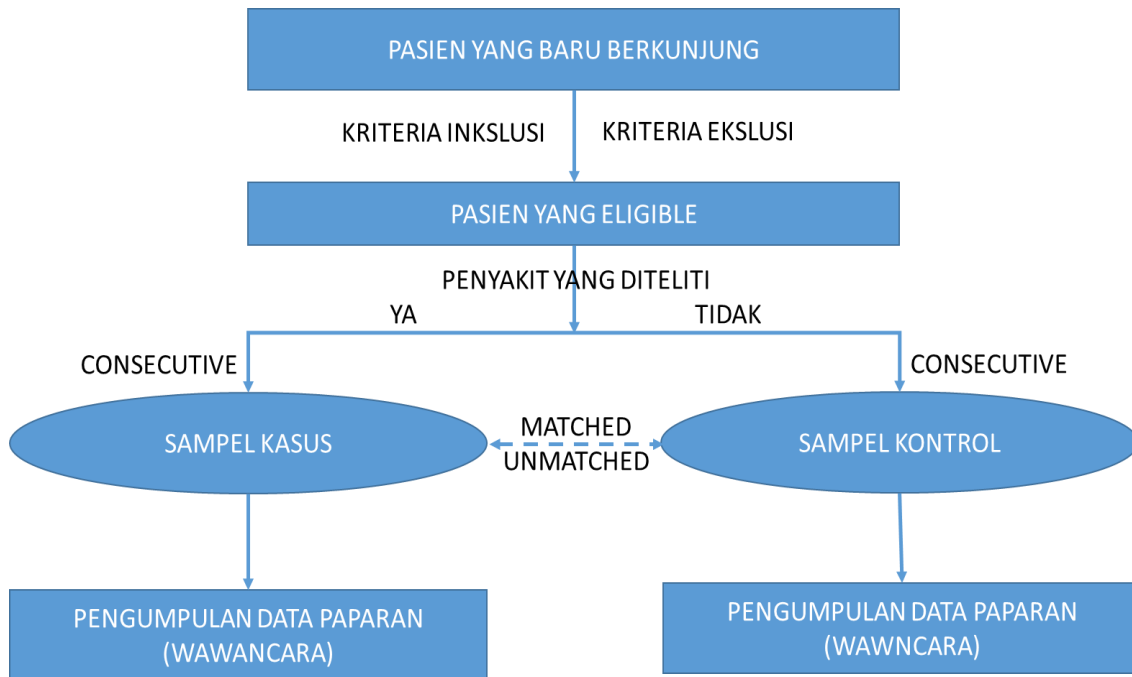 PASIEN YANG BARU BERKUNJUNG
KRITERIA INKSLUSI
KRITERIA EKSLUSI
PASIEN YANG ELIGIBLE
PENYAKIT YANG DITELITI
YA
TIDAK
CONSECUTIVE
CONSECUTIVE
SAMPEL KASUS
MATCHED
UNMATCHED
SAMPEL KONTROL
PENGUMPULAN DATA PAPARAN
(WAWANCARA)
PENGUMPULAN DATA PAPARAN
(WAWNCARA)